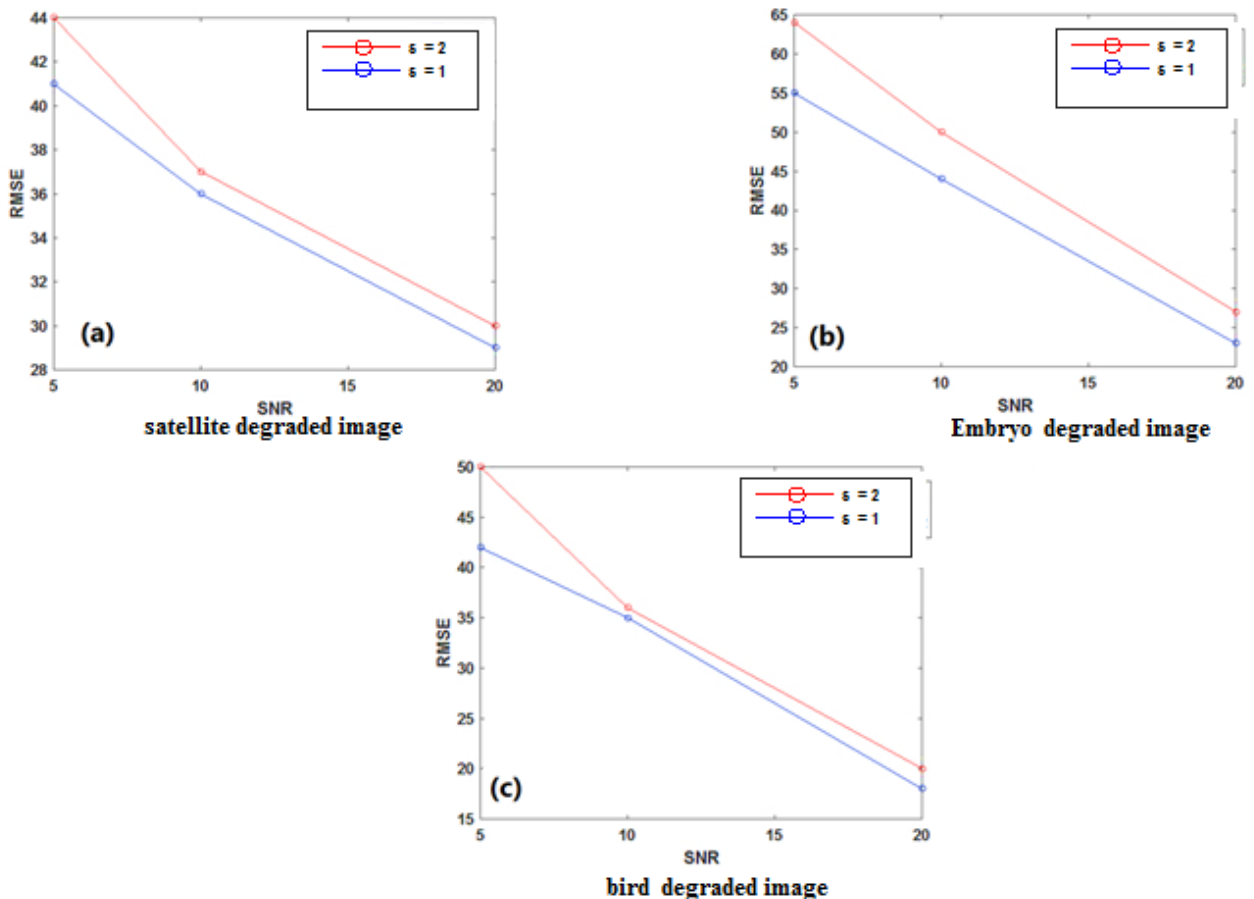 44
42
40
38
36
34
32
30
28
RMSE
s = 2
s = 1
(a)
5
10
15
20
SNR
satellite degraded image
65
60
55
50
45
40
35
30
25
20
RMSE
s = 2
s = 1
(b)
5
10
15
20
SNR
Embryo degraded image
50
45
40
35
30
25
20
15
RMSE
s = 2
s = 1
(c)
5
10
15
20
SNR
bird degraded image